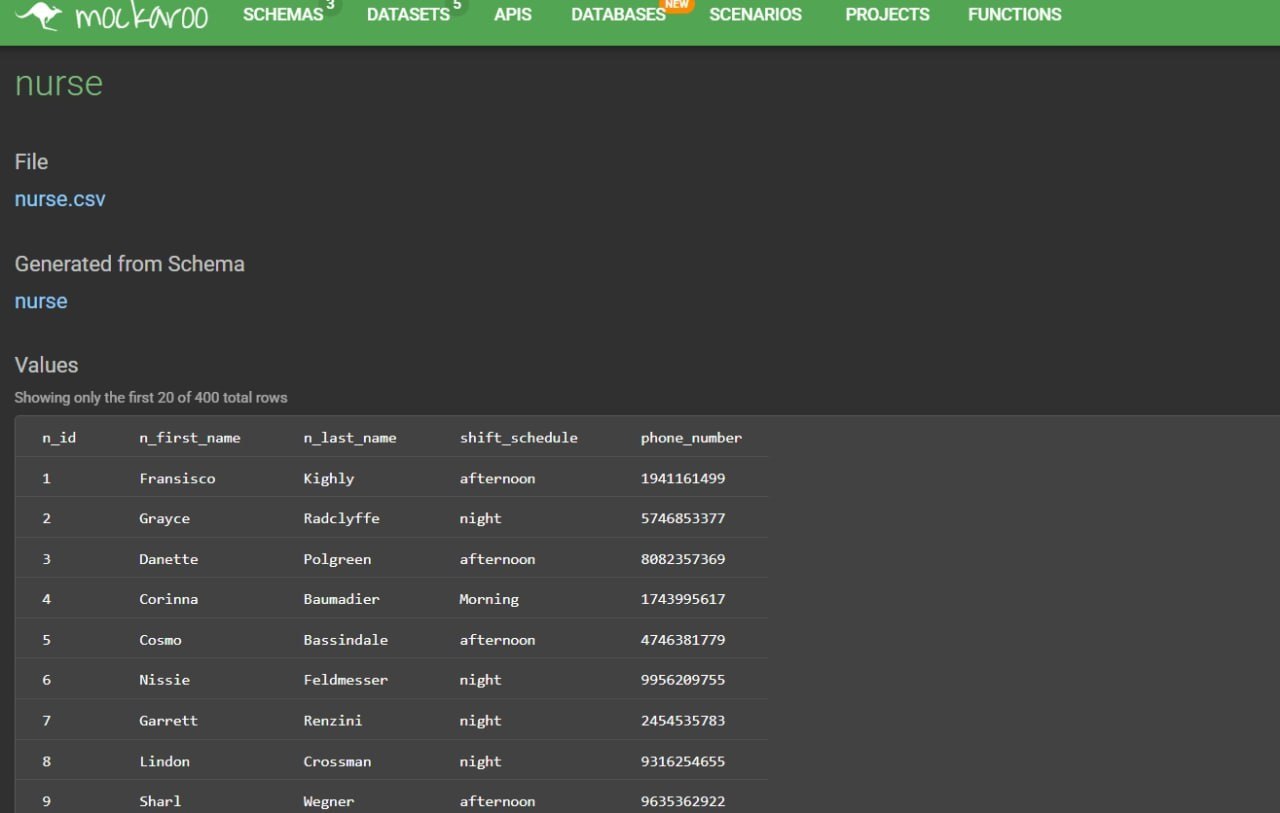 mockaroo SCHEMAS 3 DATASETS 5 APIS DATABASES NEW SCENARIOS PROJECTS FUNCTIONS
nurse
File
nurse.csv
Generated from Schema
nurse
Values
Showing only the first 20 of 400 total rows
n_id n_first_name n_last_name shift_schedule phone_number
1 Fransisco Kighly afternoon 1941161499
2 Grayce Radclyffe night 5746853377
3 Danette Polgreen afternoon 8082357369
4 Corinna Baumadier Morning 1743995617
5 Cosmo Bassindale afternoon 4746381779
6 Nissie Feldmesser night 9956209755
7 Garrett Renzini night 2454535783
8 Lindon Crossman night 9316254655
9 Sharl Wegner afternoon 9635362922